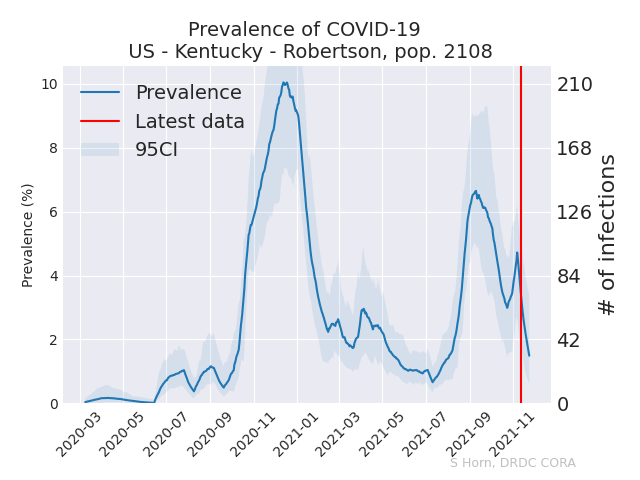 Prevalence of COVID-19
US - Kentucky - Robertson, pop. 2108
Prevalence
Latest data
95CI
Prevalence (%)
10
8
6
4
2
0
210
168
126
84
42
0
# of infections
2020-03
2020-05
2020-07
2020-09
2020-11
2021-01
2021-03
2021-05
2021-07
2021-09
2021-11
S Horn, DRDC CORA